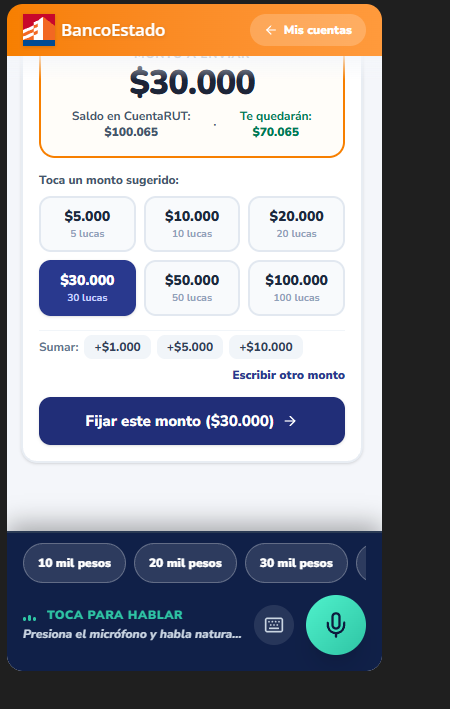 BancoEstado
← Mis cuentas
$30.000
Saldo en CuentaRUT:
$100.065
·
Te quedarán:
$70.065
Toca un monto sugerido:
$5.000
5 lucas
$10.000
10 lucas
$20.000
20 lucas
$30.000
30 lucas
$50.000
50 lucas
$100.000
100 lucas
Sumar: +$1.000 +$5.000 +$10.000
Escribir otro monto
Fijar este monto ($30.000) →
10 mil pesos
20 mil pesos
30 mil pesos
TOCA PARA HABLAR
Presiona el micrófono y habla natura...